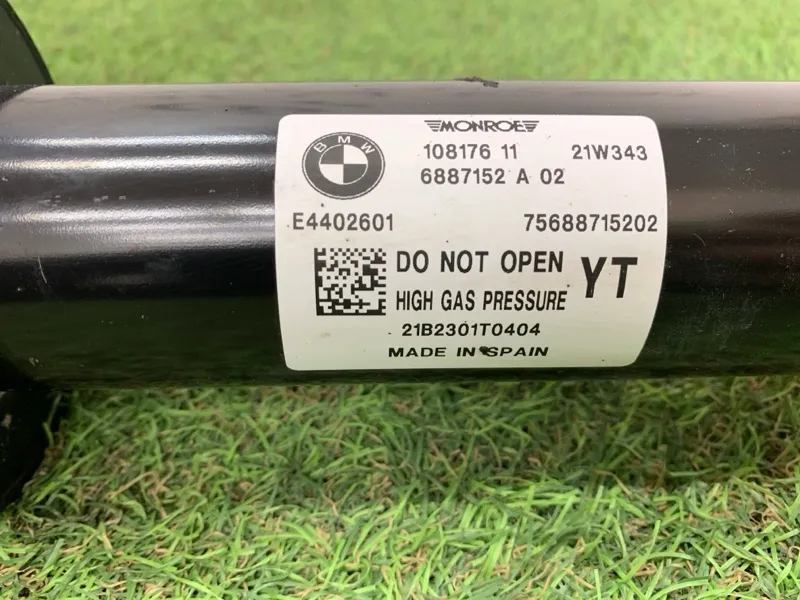 BMW
MONROE
108176 11 21W343
6887152 A 02
E4402601 75688715202
DO NOT OPEN YT
HIGH GAS PRESSURE
21B2301T0404
MADE IN SPAIN